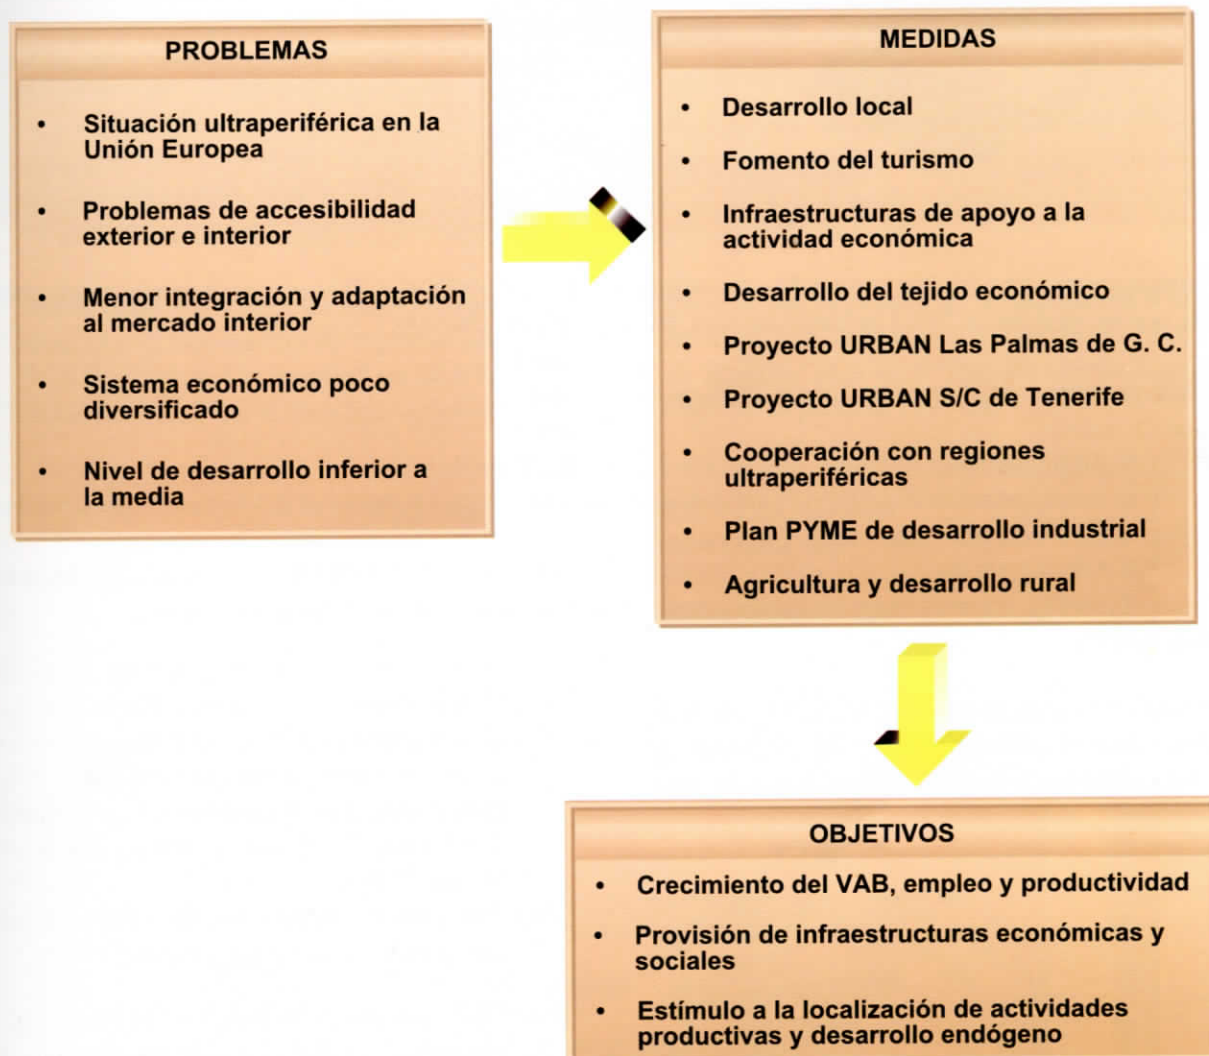 PROBLEMAS
• Situación ultraperiférica en la
Unión Europea
• Problemas de accesibilidad
exterior e interior
• Menor integración y adaptación
al mercado interior
• Sistema económico poco
diversificado
• Nivel de desarrollo inferior a
la media
MEDIDAS
• Desarrollo local
• Fomento del turismo
• Infraestructuras de apoyo a la
actividad económica
• Desarrollo del tejido económico
• Proyecto URBAN Las Palmas de G. C.
• Proyecto URBAN S/C de Tenerife
• Cooperación con regiones
ultraperiféricas
• Plan PYME de desarrollo industrial
• Agricultura y desarrollo rural
OBJETIVOS
• Crecimiento del VAB, empleo y productividad
• Provisión de infraestructuras económicas y
sociales
• Estímulo a la localización de actividades
productivas y desarrollo endógeno